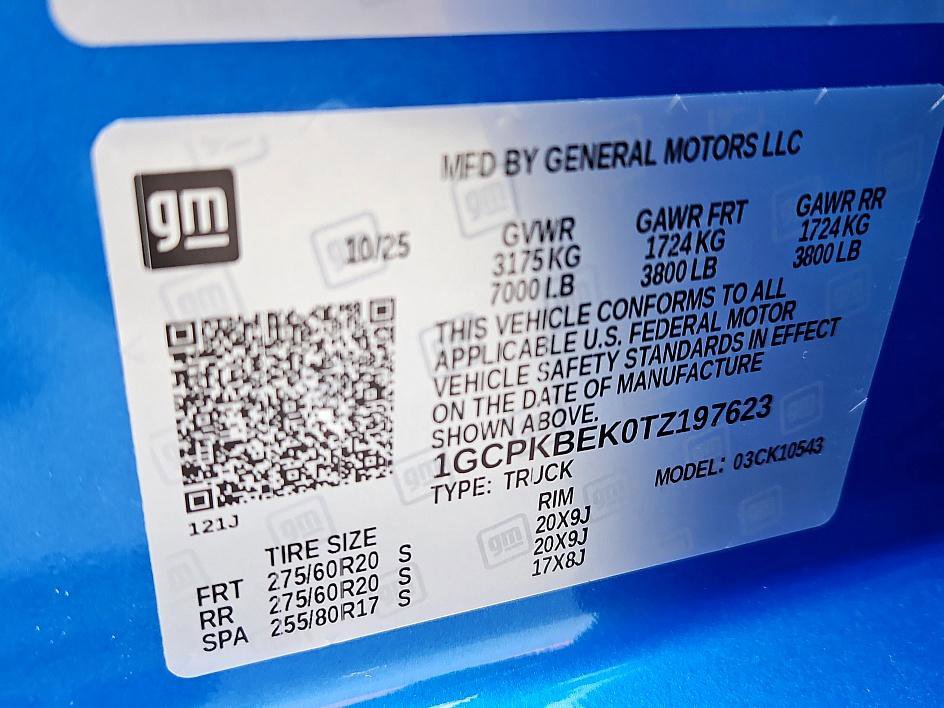 gm
MFD BY GENERAL MOTORS LLC
10/25
GVWR GAWR FRT GAWR RR
3175 KG 1724 KG 1724 KG
7000 LB 3800 LB 3800 LB
THIS VEHICLE CONFORMS TO ALL
APPLICABLE U.S. FEDERAL MOTOR
VEHICLE SAFETY STANDARDS IN EFFECT
ON THE DATE OF MANUFACTURE
SHOWN ABOVE.
1GCPKBEK0TZ197623
TYPE: TRUCK MODEL: 03CK10543
121J
TIRE SIZE RIM
FRT 275/60R20 S 20X9J
RR 275/60R20 S 20X9J
SPA 255/80R17 S 17X8J